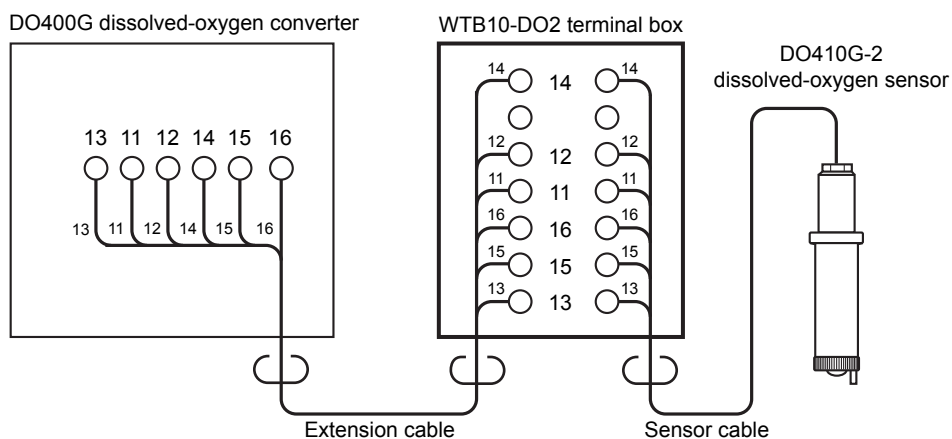 DO400G dissolved-oxygen converter
WTB10-DO2 terminal box
DO410G-2
dissolved-oxygen sensor
13 11 12 14 15 16
13 11 12 14 15 16
14 14 14
12 12 12
11 11 11
16 16 16
15 15 15
13 13 13
Extension cable
Sensor cable